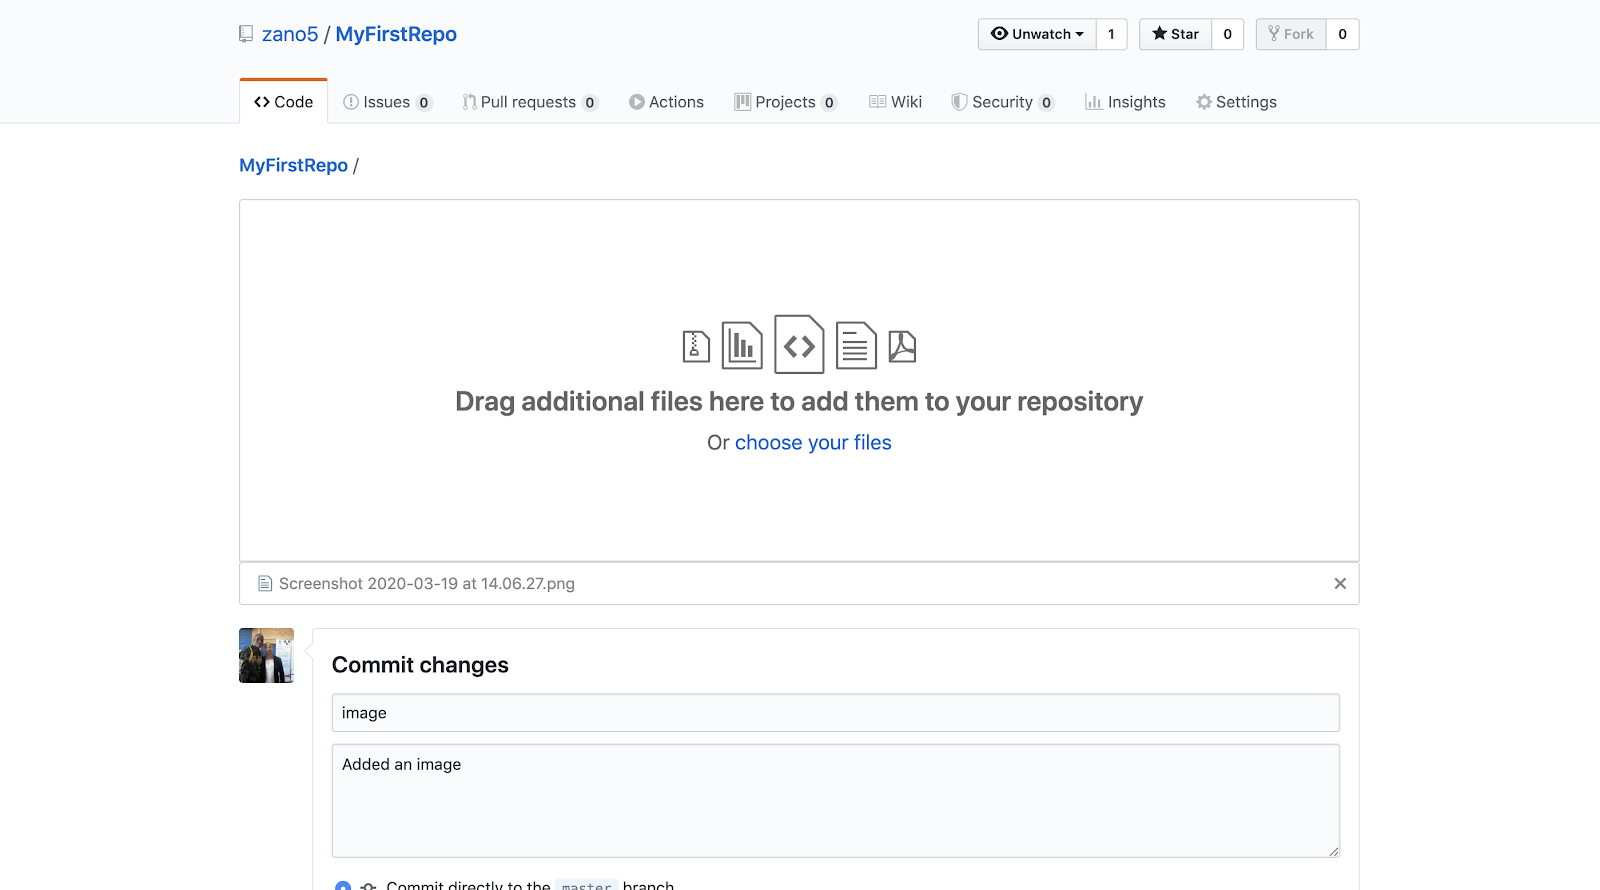 zano5 / MyFirstRepo
Unwatch 1 Star 0 Fork 0
Code Issues 0 Pull requests 0 Actions Projects 0 Wiki Security 0 Insights Settings
MyFirstRepo /
Drag additional files here to add them to your repository
Or choose your files
Screenshot 2020-03-19 at 14.06.27.png
Commit changes
image
Added an image
Commit directly to the master branch